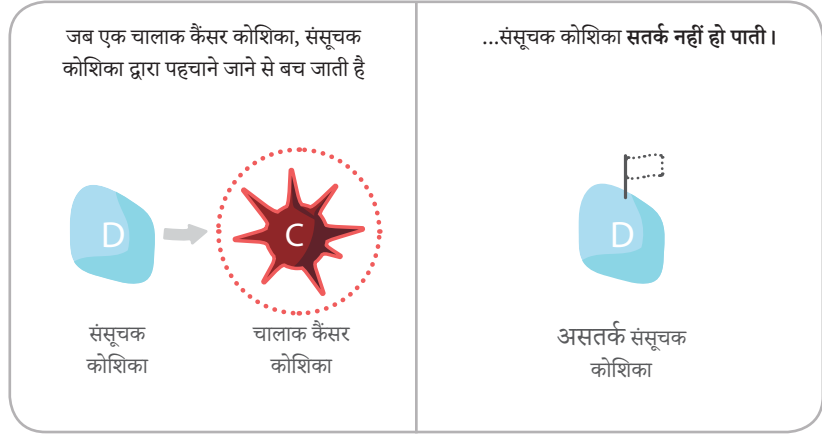 जब एक चालाक कैंसर कोशिका, संसूचक
कोशिका द्वारा पहचाने जाने से बच जाती है
D
C
संसूचक
कोशिका
चालाक कैंसर
कोशिका
...संसूचक कोशिका सतर्क नहीं हो पाती।
D
असतर्क संसूचक
कोशिका